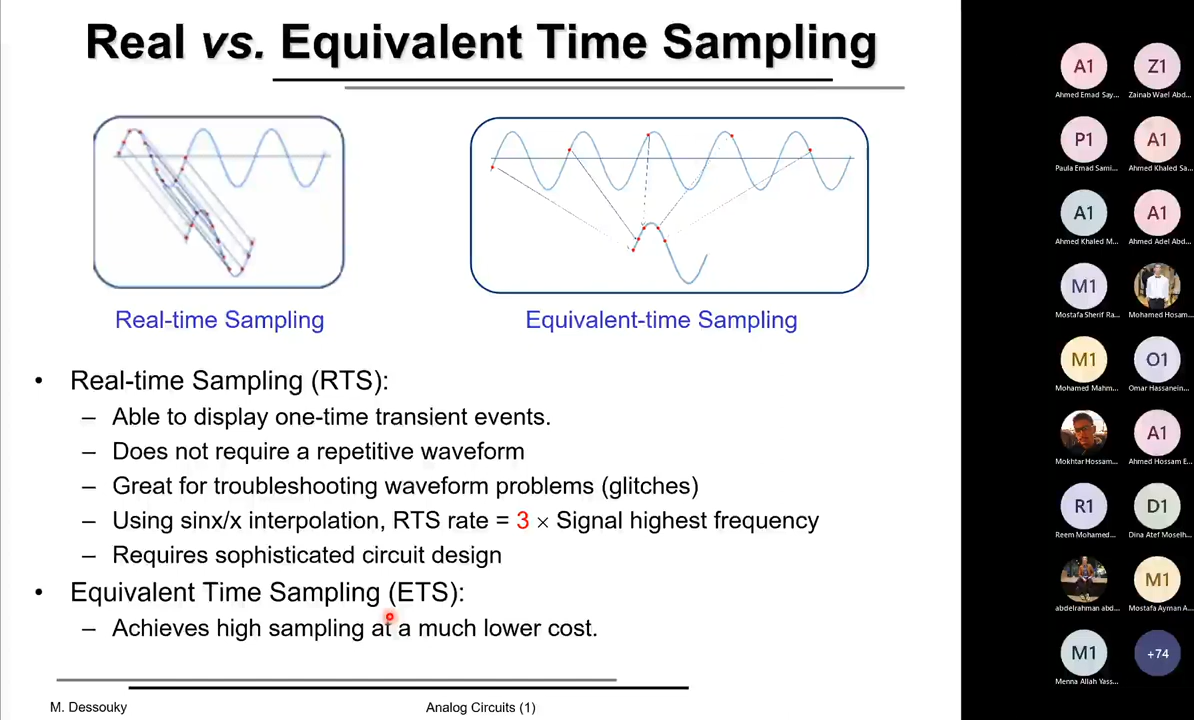 Real vs. Equivalent Time Sampling
Real-time Sampling
Equivalent-time Sampling
• Real-time Sampling (RTS):
– Able to display one-time transient events.
– Does not require a repetitive waveform
– Great for troubleshooting waveform problems (glitches)
– Using sinx/x interpolation, RTS rate = 3 × Signal highest frequency
– Requires sophisticated circuit design
• Equivalent Time Sampling (ETS):
– Achieves high sampling at a much lower cost.
M. Dessouky
Analog Circuits (1)
A1 Z1
Ahmed Emad Say... Zainab Wael Abd...
P1 A1
Paula Emad Sami... Ahmed Khaled Sa...
A1 A1
Ahmed Khaled M... Ahmed Adel Abd...
M1
Mostafa Sherif Ra... Mohamed Hosam...
M1 O1
Mohamed Mahm... Omar Hassanein...
A1
Mokhtar Hossam... Ahmed Hossam E...
R1 D1
Reem Mohamed... Dina Atef Moselh...
M1
abdelrahman abd... Mostafa Ayman A...
M1 +74
Menna Allah Yass...